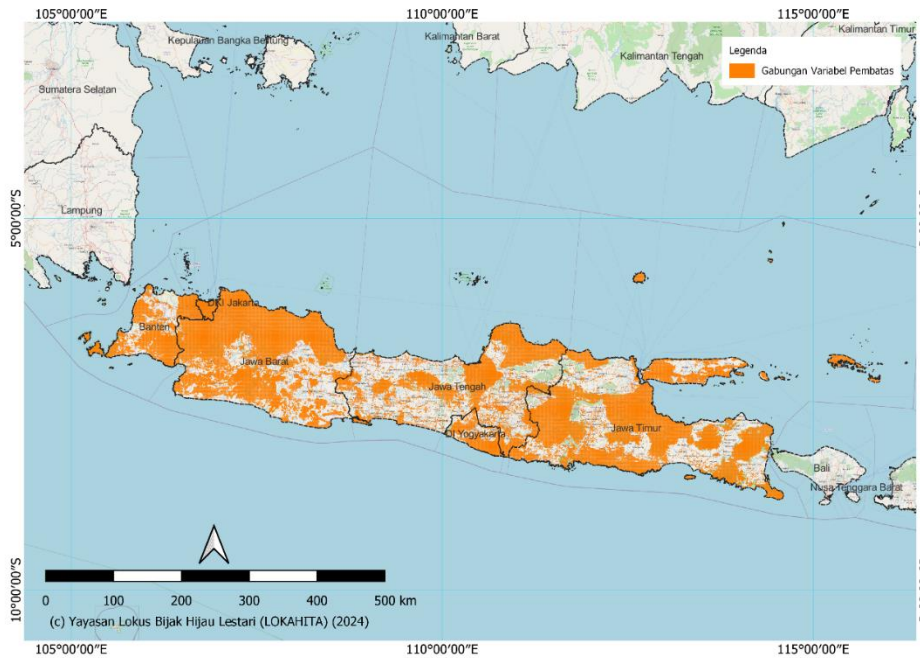 105°00'00"E
110°00'00"E
115°00'00"E
Kepulauan Bangka Belitung
Kalimantan Barat
Kalimantan Timur
Kalimantan Tengah
Legenda
Gabungan Variabel Pembatas
Sumatera Selatan
5°00'00"S
Lampung
DKI Jakarta
Banten
Jawa Barat
Jawa Tengah
DI Yogyakarta
Jawa Timur
Bali
Nusa Tenggara Barat
10°00'00"S
0
100
200
300
400
500 km
(c) Yayasan Lokus Bijak Hijau Lestari (LOKAHITA) (2024)
105°00'00"E
110°00'00"E
115°00'00"E